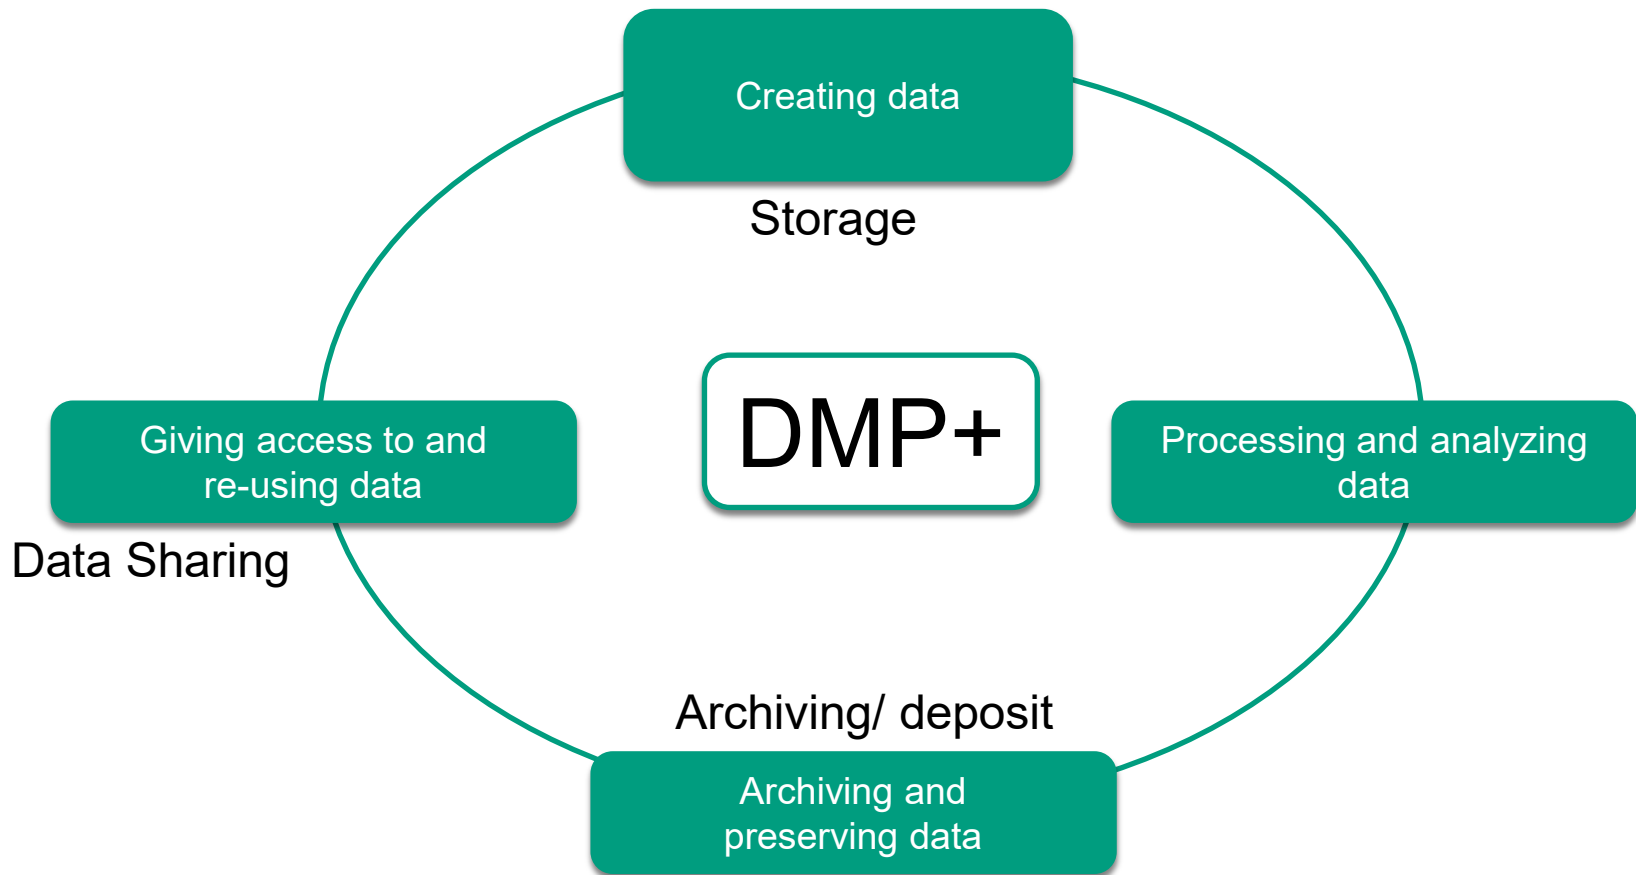 Creating data
Storage
DMP+
Giving access to and
re-using data
Processing and analyzing
data
Data Sharing
Archiving/ deposit
Archiving and
preserving data